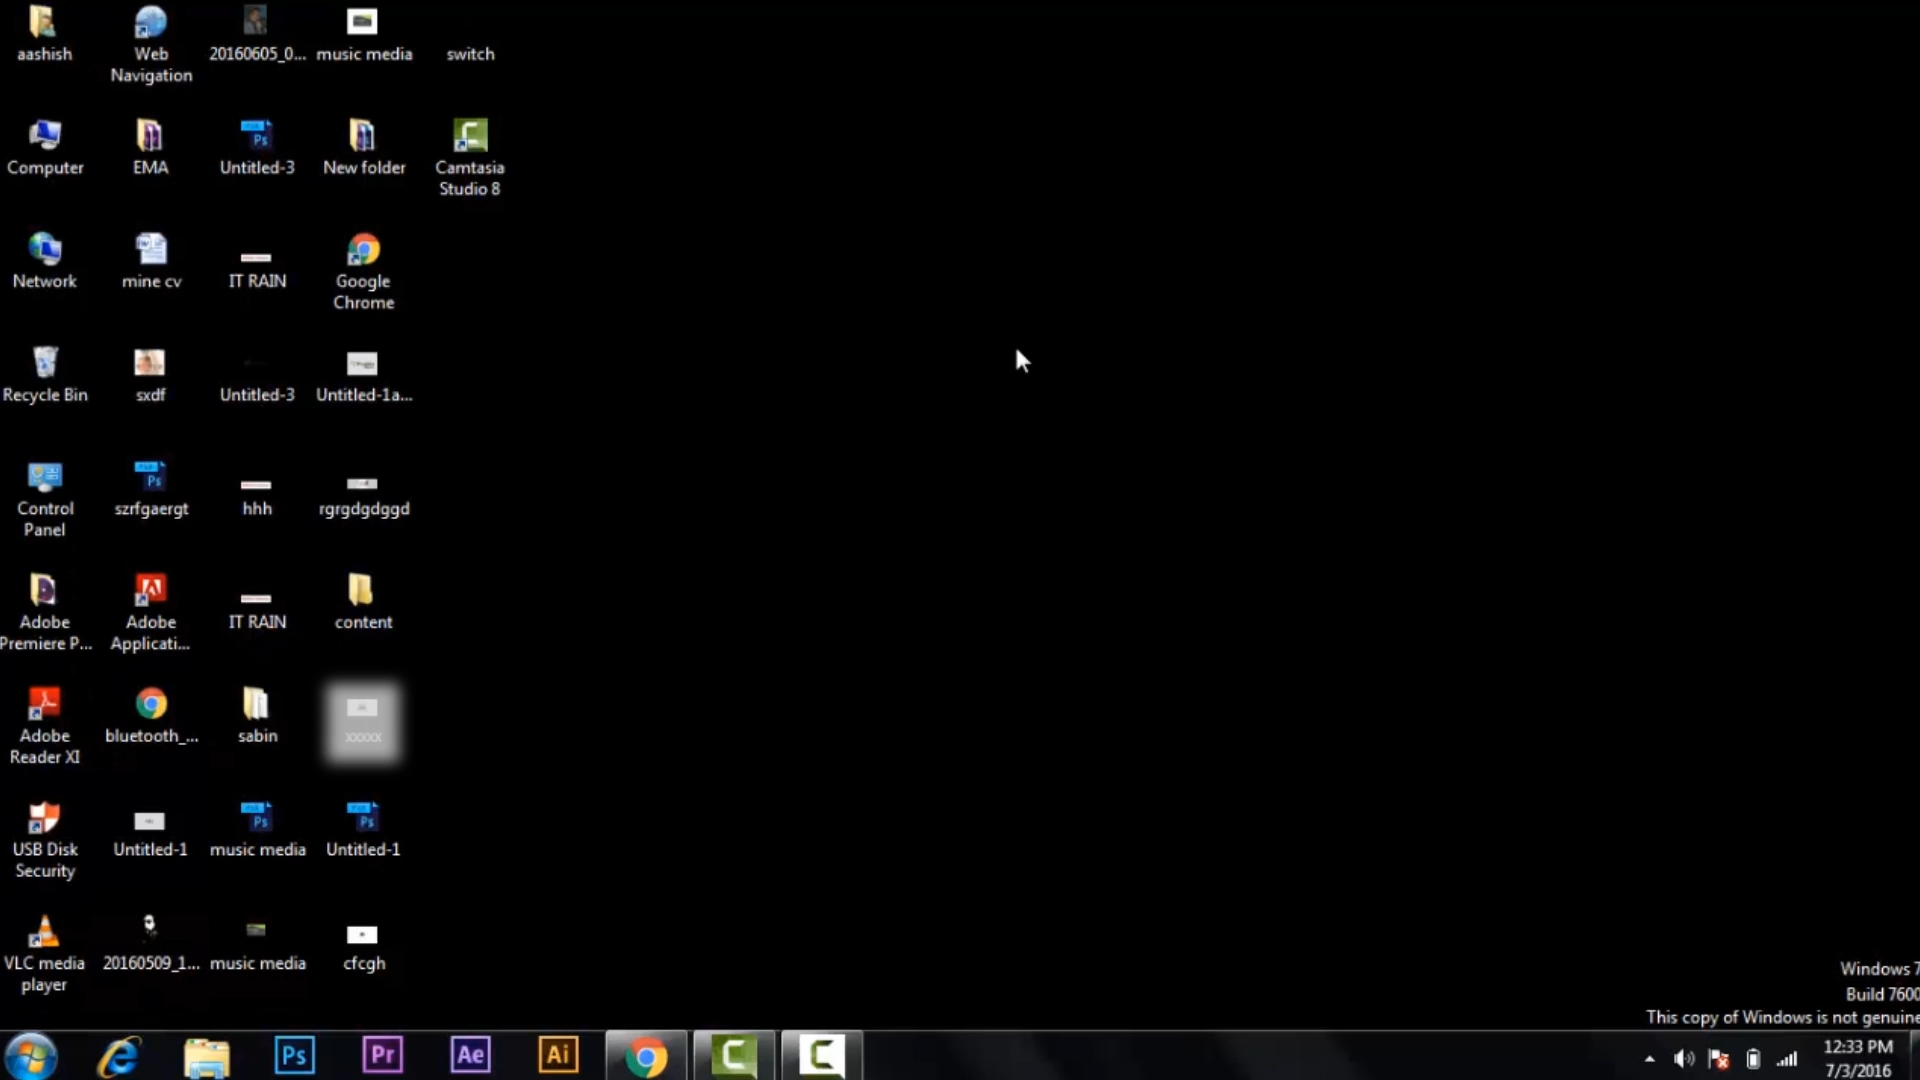 aashish
Web
Navigation
20160605_0...
music media
switch
Computer
EMA
Untitled-3
New folder
Camtasia
Studio 8
Network
mine cv
IT RAIN
Google
Chrome
Recycle Bin
sxdf
Untitled-3
Untitled-1a...
Control
Panel
szrfgaergt
hhh
rgrgdgdggd
Adobe
Premiere P...
Adobe
Applicati...
IT RAIN
content
Adobe
Reader XI
bluetooth_...
sabin
xxxxx
USB Disk
Security
Untitled-1
music media
Untitled-1
VLC media
player
20160509_1...
music media
cfcgh
Windows 7
Build 7600
This copy of Windows is not genuine
Ps
Pr
Ae
Ai
12:33 PM
7/3/2016